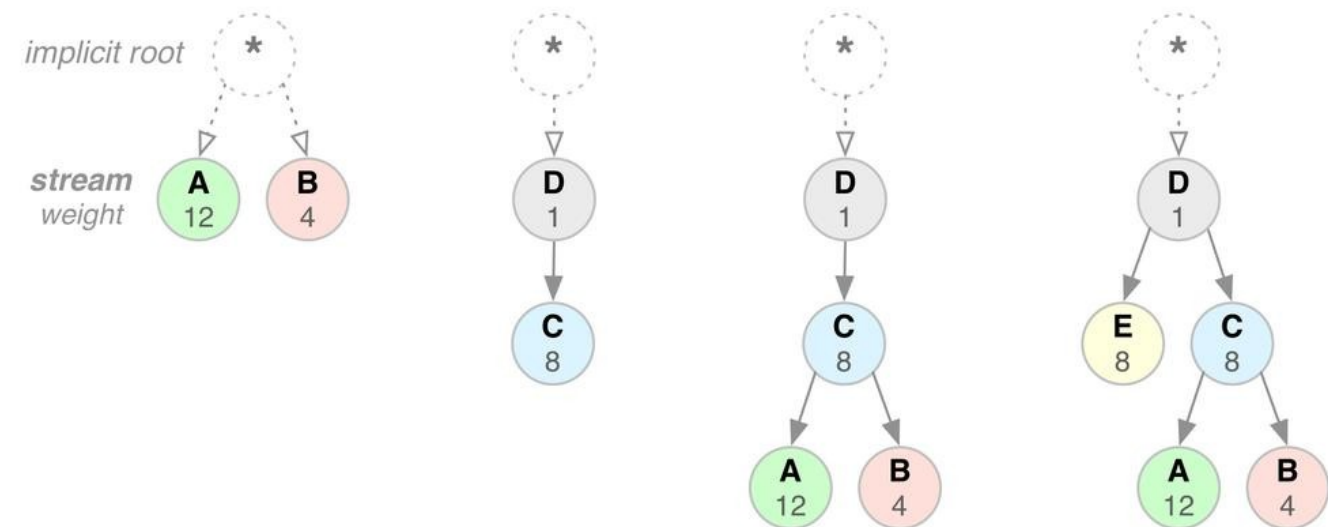 implicit root * * * *
stream A B D D D
weight 12 4 1 1 1
C C E C
8 8 8 8
A B A B
12 4 12 4